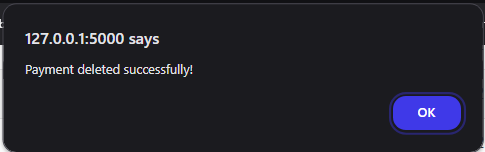 127.0.0.1:5000 says
Payment deleted successfully!
OK